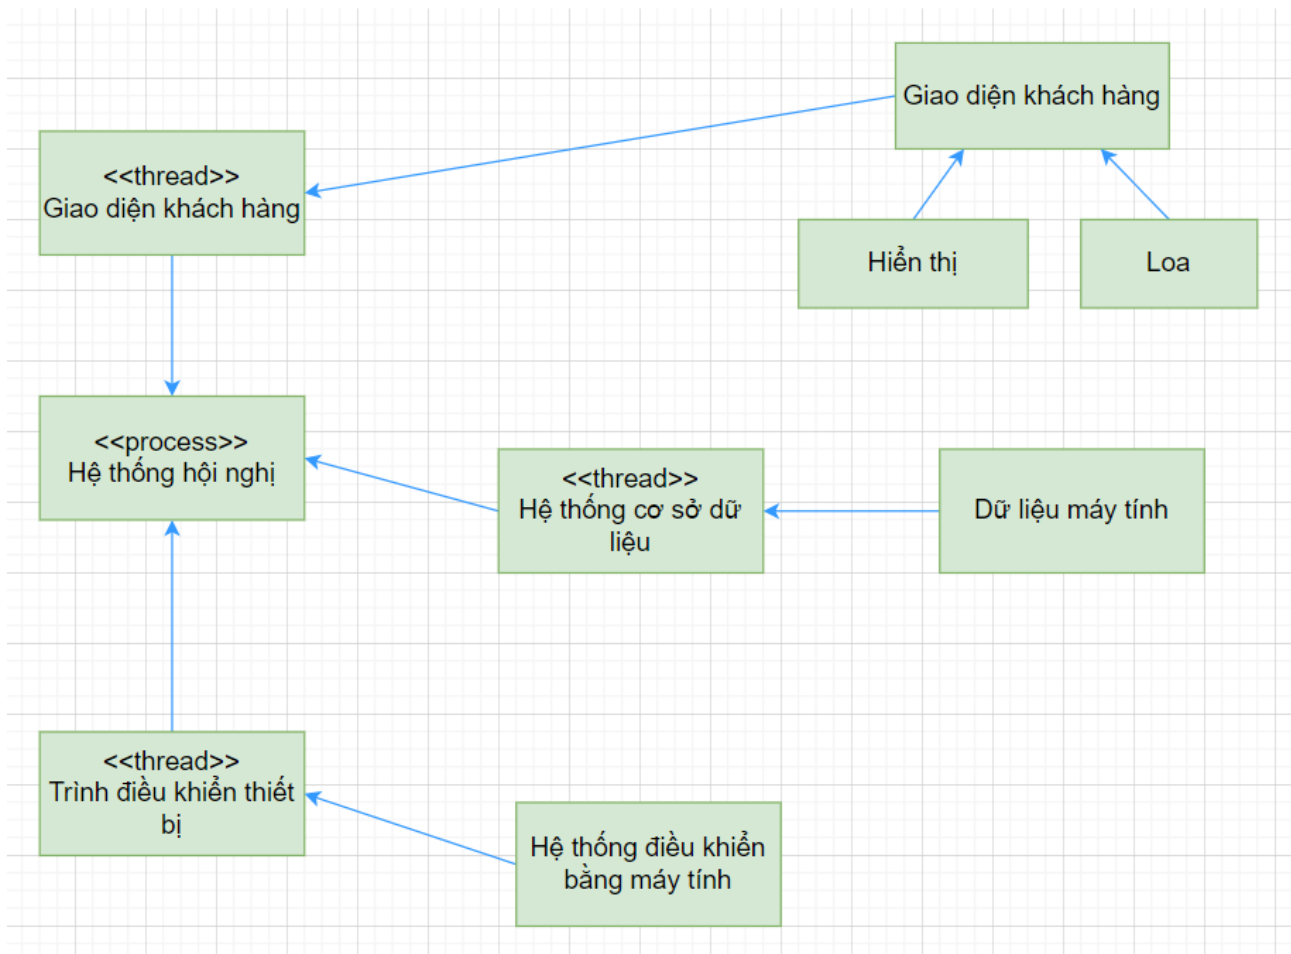 Giao diện khách hàng
<<thread>>
Giao diện khách hàng
Hiển thị
Loa
<<process>>
Hệ thống hội nghị
<<thread>>
Hệ thống cơ sở dữ
liệu
Dữ liệu máy tính
<<thread>>
Trình điều khiển thiết
bị
Hệ thống điều khiển
bằng máy tính